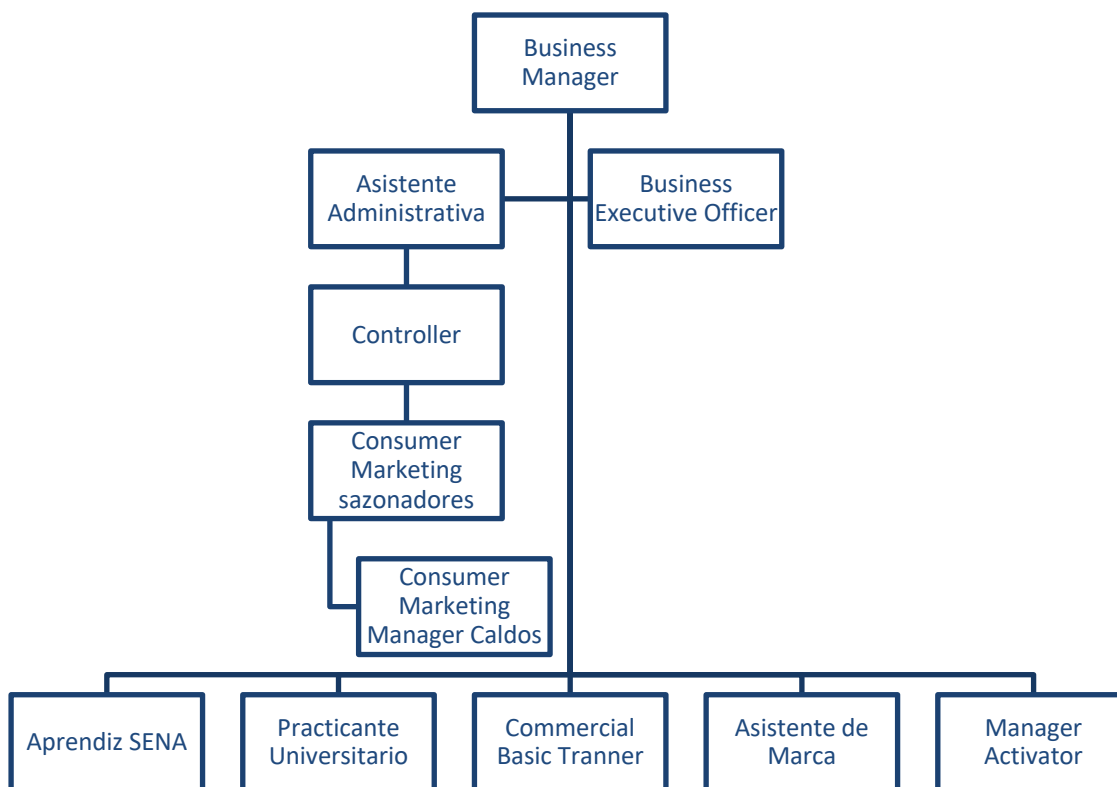 Business
Manager
Asistente
Administrativa
Business
Executive Officer
Controller
Consumer
Marketing
sazonadores
Consumer
Marketing
Manager Caldos
Aprendiz SENA
Practicante
Universitario
Commercial
Basic Tranner
Asistente de
Marca
Manager
Activator